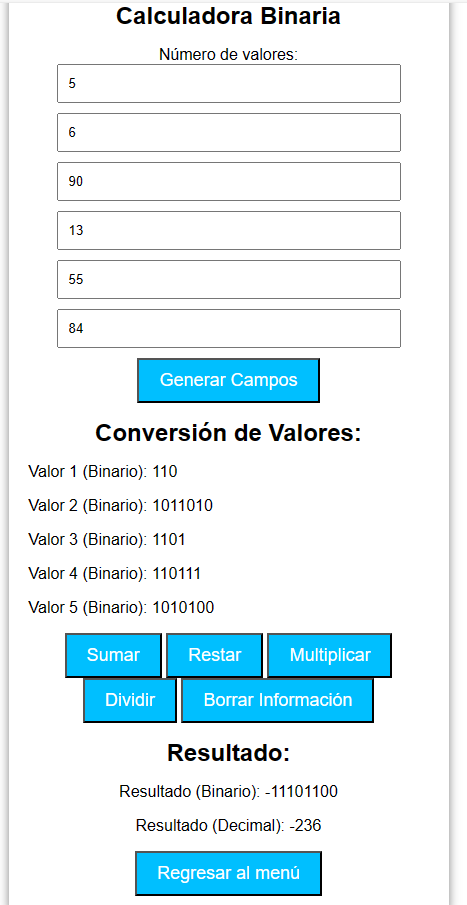 Calculadora Binaria
Número de valores:
5
6
90
13
55
84
Generar Campos
Conversión de Valores:
Valor 1 (Binario): 110
Valor 2 (Binario): 1011010
Valor 3 (Binario): 1101
Valor 4 (Binario): 110111
Valor 5 (Binario): 1010100
Sumar Restar Multiplicar
Dividir Borrar Información
Resultado:
Resultado (Binario): -11101100
Resultado (Decimal): -236
Regresar al menú